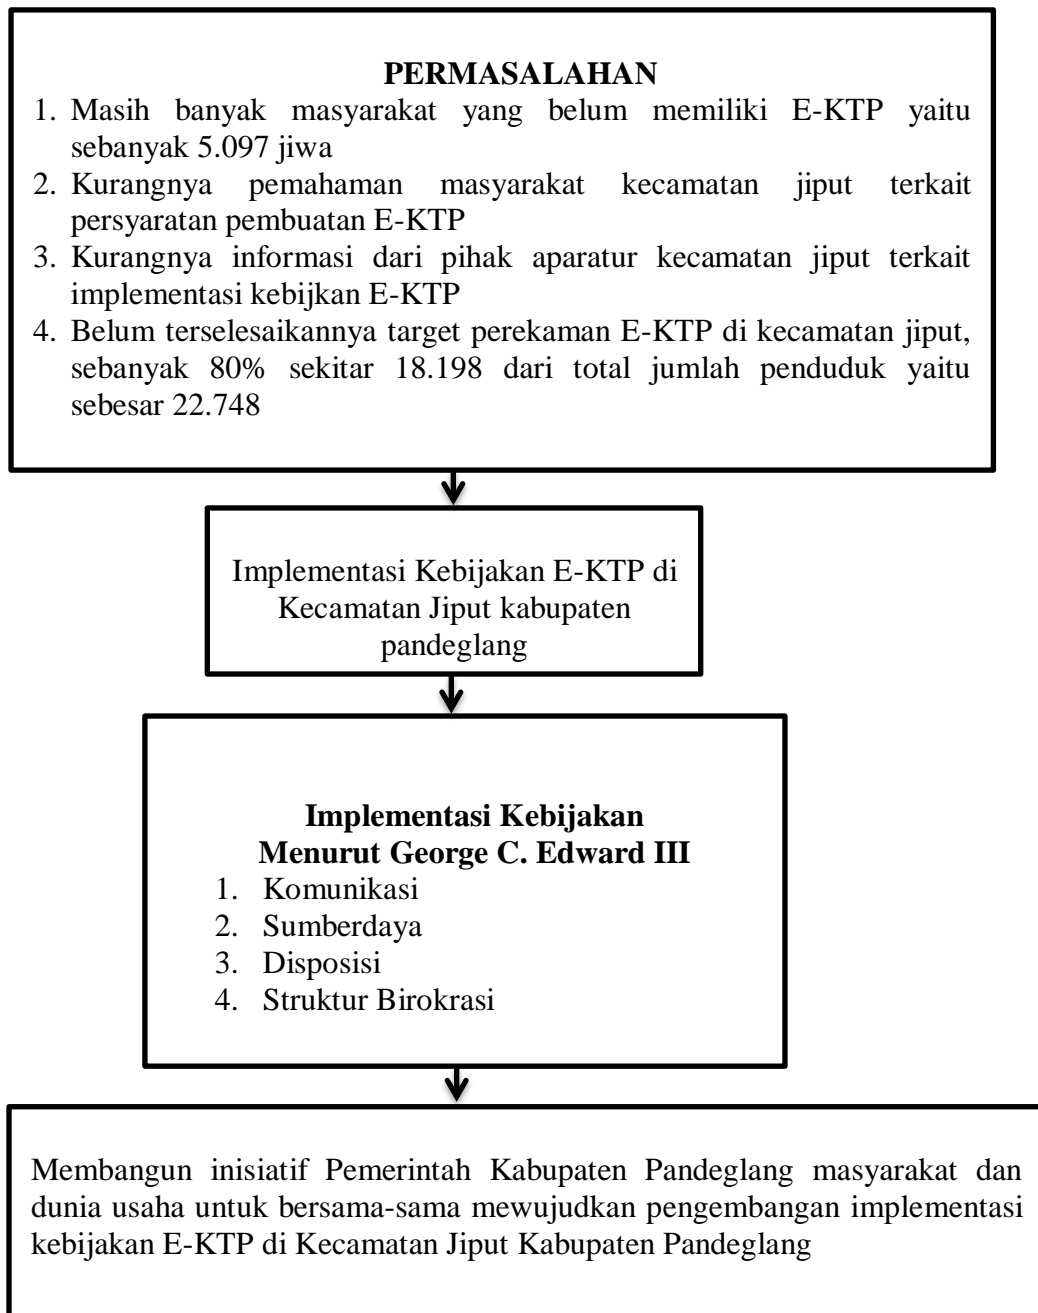 PERMASALAHAN
1. Masih banyak masyarakat yang belum memiliki E-KTP yaitu
sebanyak 5.097 jiwa
2. Kurangnya pemahaman masyarakat kecamatan jiput terkait
persyaratan pembuatan E-KTP
3. Kurangnya informasi dari pihak aparatur kecamatan jiput terkait
implementasi kebijkan E-KTP
4. Belum terselesaikannya target perekaman E-KTP di kecamatan jiput,
sebanyak 80% sekitar 18.198 dari total jumlah penduduk yaitu
sebesar 22.748
Implementasi Kebijakan E-KTP di
Kecamatan Jiput kabupaten
pandeglang
Implementasi Kebijakan
Menurut George C. Edward III
1. Komunikasi
2. Sumberdaya
3. Disposisi
4. Struktur Birokrasi
Membangun inisiatif Pemerintah Kabupaten Pandeglang masyarakat dan
dunia usaha untuk bersama-sama mewujudkan pengembangan implementasi
kebijakan E-KTP di Kecamatan Jiput Kabupaten Pandeglang